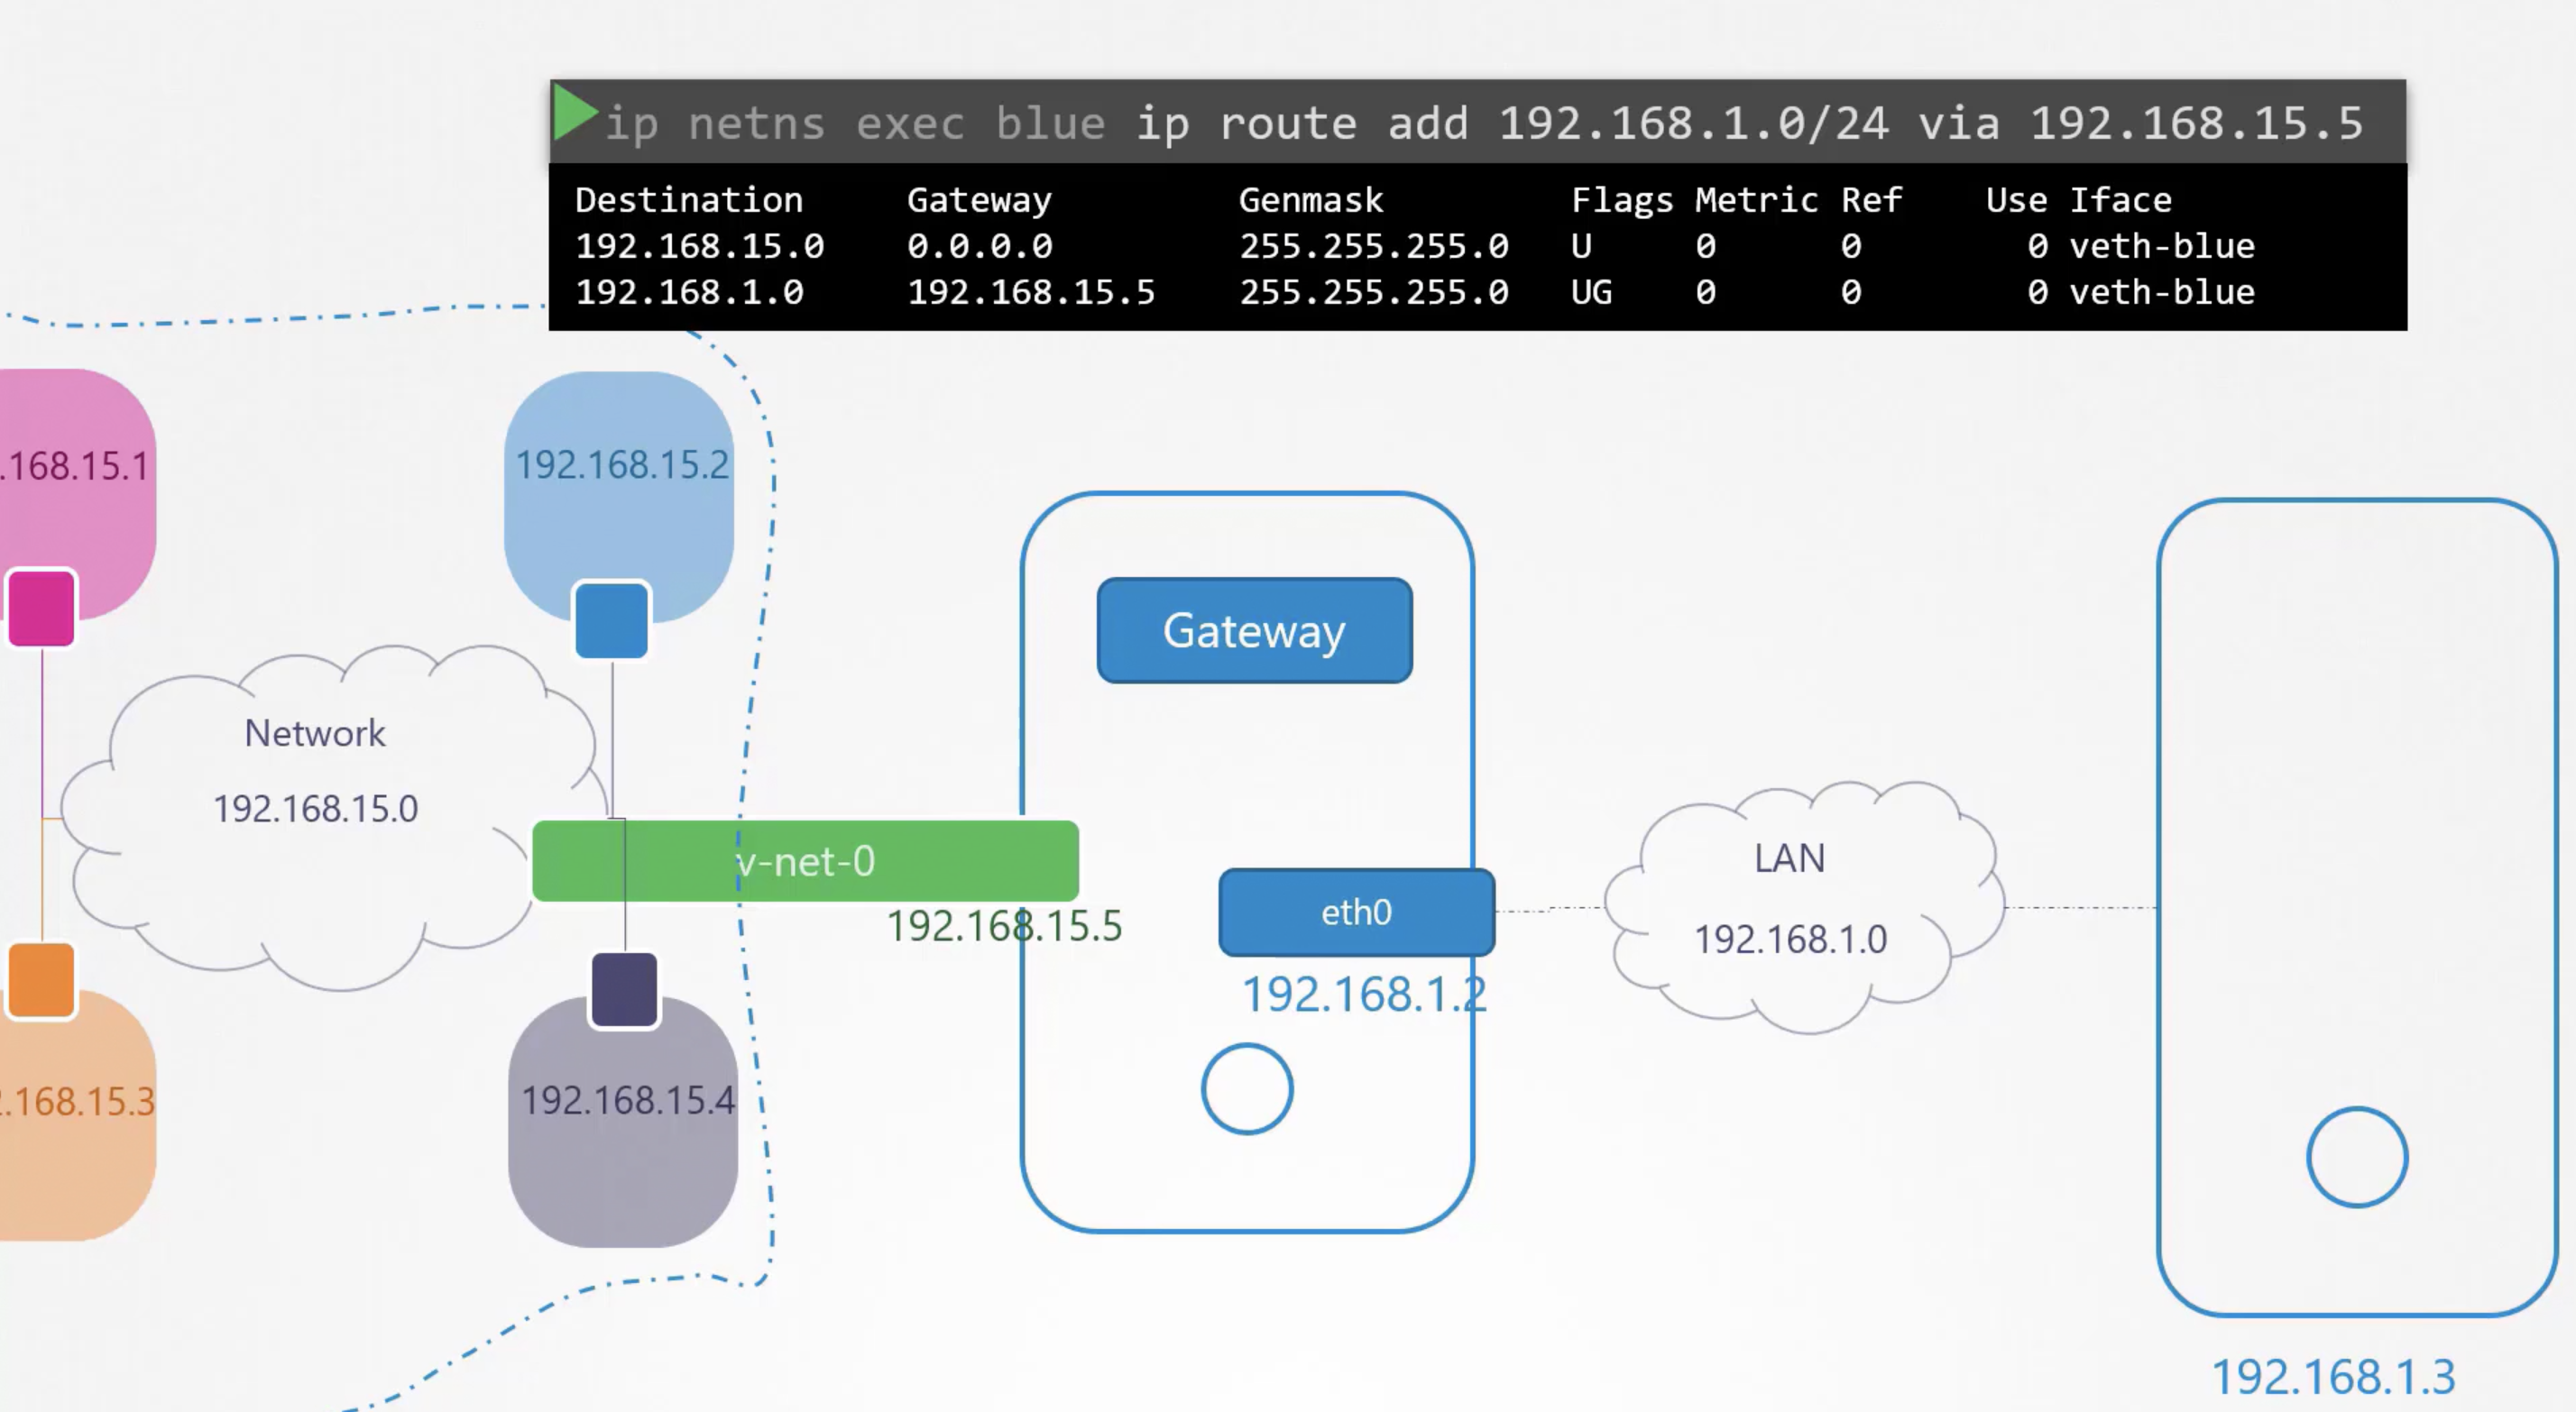 ip netns exec blue ip route add 192.168.1.0/24 via 192.168.15.5
Destination Gateway Genmask Flags Metric Ref Use Iface
192.168.15.0 0.0.0.0 255.255.255.0 U 0 0 0 veth-blue
192.168.1.0 192.168.15.5 255.255.255.0 UG 0 0 0 veth-blue
.168.15.1
192.168.15.2
Gateway
Network
192.168.15.0
v-net-0
192.168.15.5
eth0
192.168.1.2
LAN
192.168.1.0
2.168.15.3
192.168.15.4
192.168.1.3